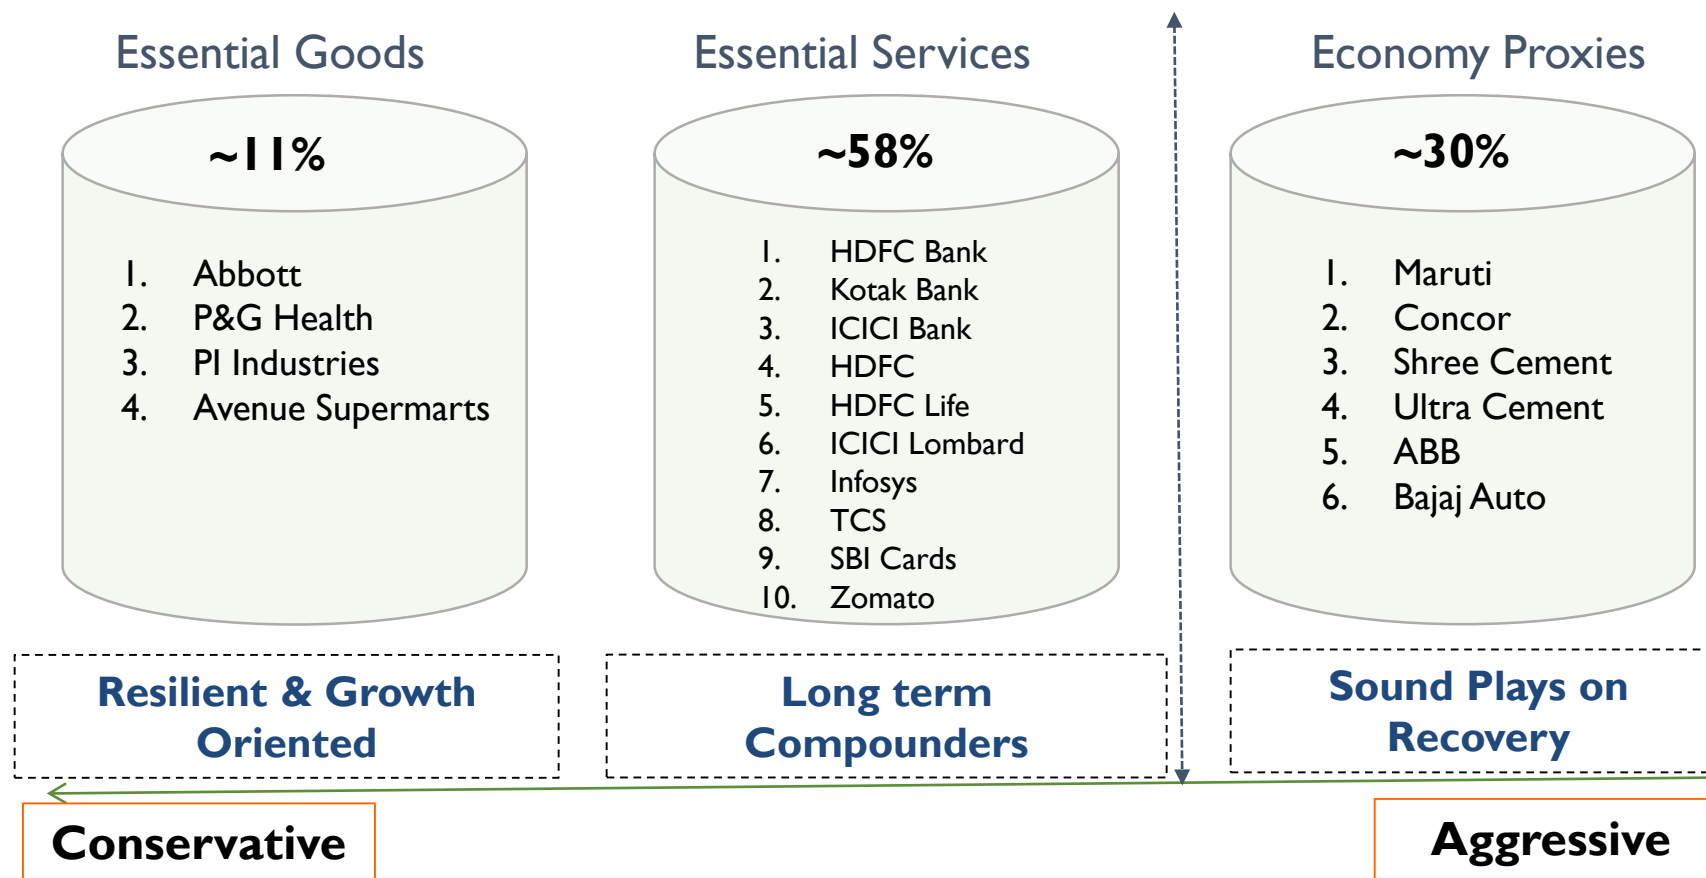 Essential Goods
~11%
1. Abbott
2. P&G Health
3. PI Industries
4. Avenue Supermarts
Resilient & Growth
Oriented
Essential Services
~58%
1. HDFC Bank
2. Kotak Bank
3. ICICI Bank
4. HDFC
5. HDFC Life
6. ICICI Lombard
7. Infosys
8. TCS
9. SBI Cards
10. Zomato
Long term
Compounders
Economy Proxies
~30%
1. Maruti
2. Concor
3. Shree Cement
4. Ultra Cement
5. ABB
6. Bajaj Auto
Sound Plays on
Recovery
Conservative
Aggressive